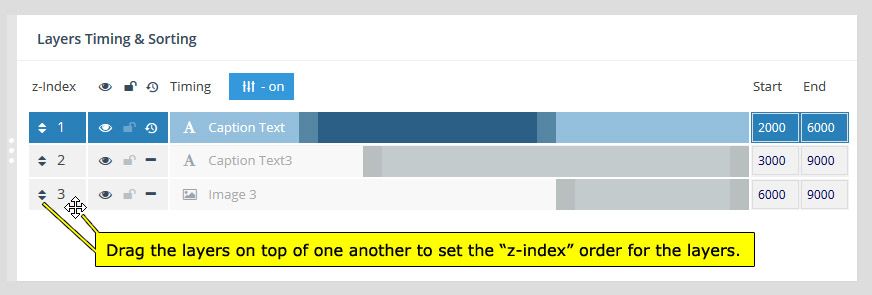 Layers Timing & Sorting
z-Index Timing - on Start End
1 A Caption Text 2000 6000
2 A Caption Text3 3000 9000
3 Image 3 6000 9000
Drag the layers on top of one another to set the “z-index” order for the layers.